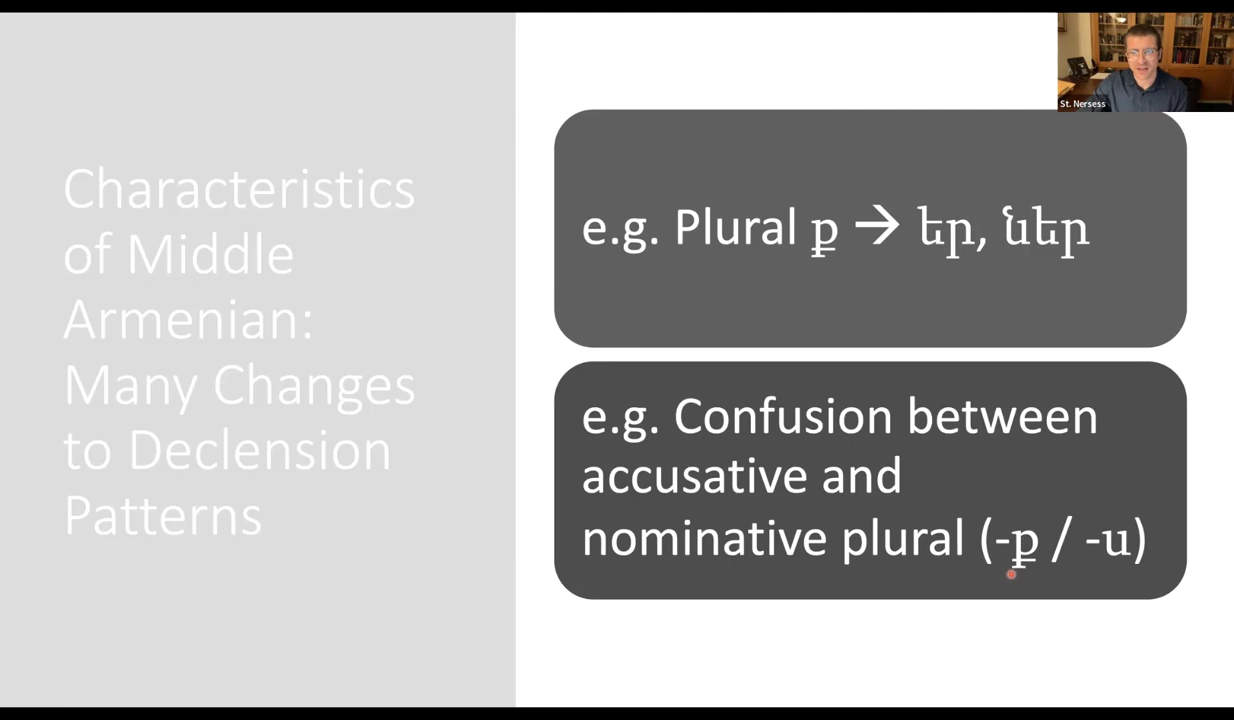 Characteristics
of Middle
Armenian:
Many Changes
to Declension
Patterns
e.g. Plural ք → եր, ներ
e.g. Confusion between
accusative and
nominative plural (-ք / -ս)
St. Nersess